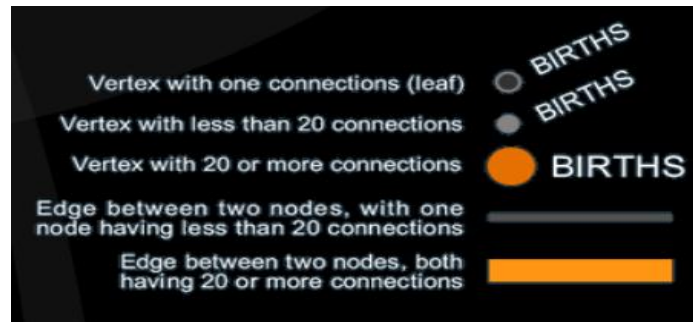 Vertex with one connections (leaf) BIRTHS
Vertex with less than 20 connections BIRTHS
Vertex with 20 or more connections BIRTHS
Edge between two nodes, with one
node having less than 20 connections
Edge between two nodes, both
having 20 or more connections